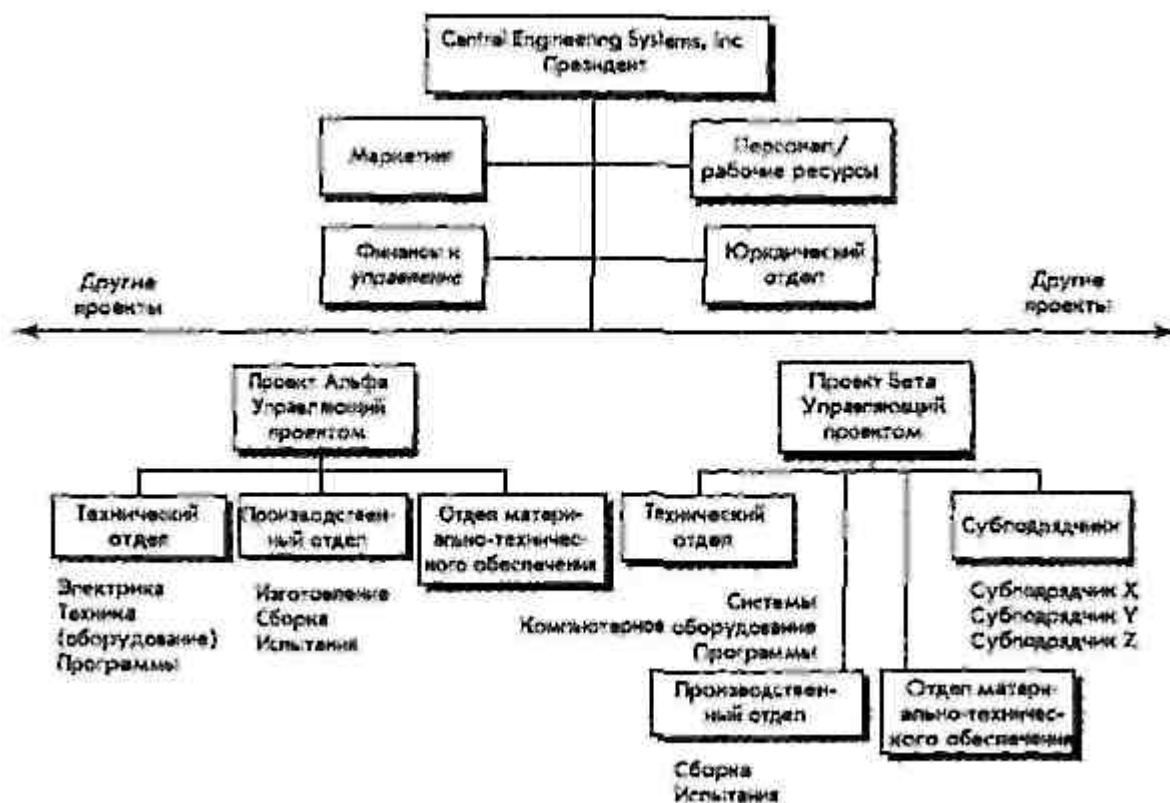 Central Engineering Systems, Inc
Президент
Маркетинг
Персонал/
рабочие ресурсы
Финансы и
управление
Юридический
отдел
Другие
проекты
Другие
проекты
Проект Альфа
Управляющий
проектом
Проект Бета
Управляющий
проектом
Технический
отдел
Производствен-
ный отдел
Отдел матери-
ально-техничес-
кого обеспечения
Технический
отдел
Субподрядчики
Электрика
Техника
(оборудование)
Программы
Изготовление
Сборка
Испытания
Системы
Компьютерное оборудование
Программы
Субподрядчик X
Субподрядчик Y
Субподрядчик Z
Производствен-
ный отдел
Отдел матери-
ально-техничес-
кого обеспечения
Сборка
Испытания